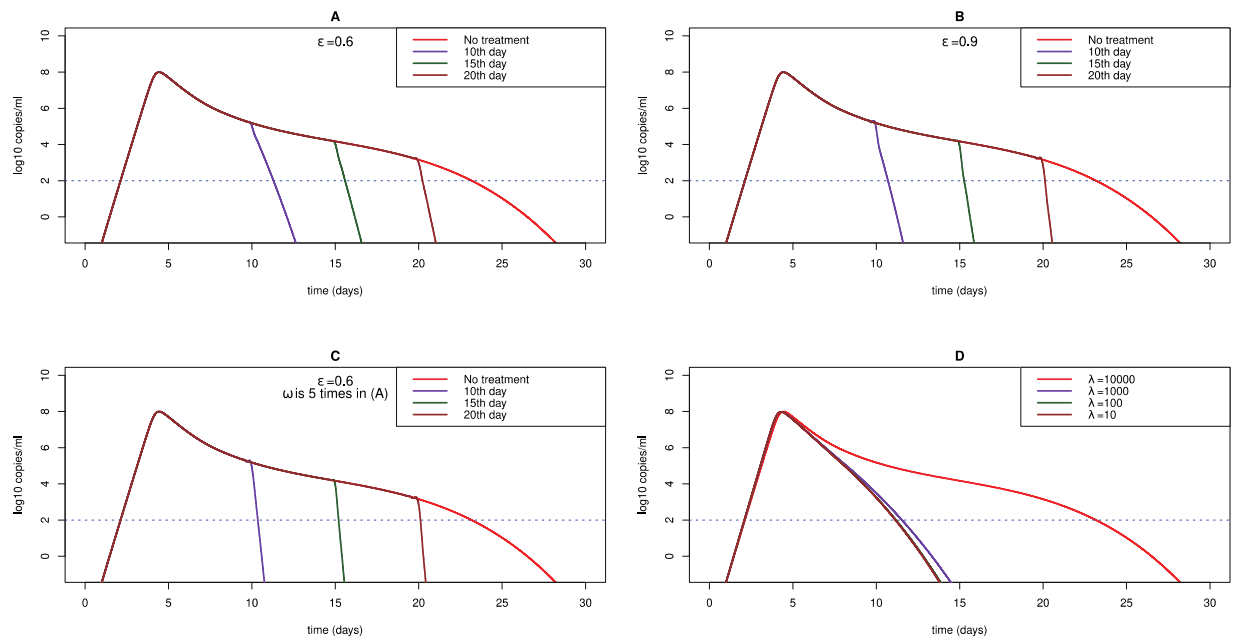 A
ε =0.6
No treatment
10th day
15th day
20th day
log10 copies/ml
10
8
6
4
2
0
0 5 10 15 20 25 30
time (days)
B
ε =0.9
No treatment
10th day
15th day
20th day
log10 copies/ml
10
8
6
4
2
0
0 5 10 15 20 25 30
time (days)
C
ε =0.6
ω is 5 times in (A)
No treatment
10th day
15th day
20th day
log10 copies/ml
10
8
6
4
2
0
0 5 10 15 20 25 30
time (days)
D
λ =10000
λ =1000
λ =100
λ =10
log10 copies/ml
10
8
6
4
2
0
0 5 10 15 20 25 30
time (days)